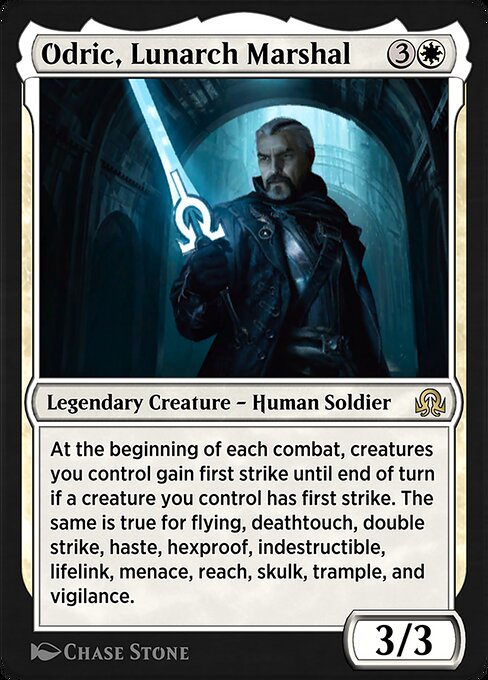 Odric, Lunarch Marshal 3
Legendary Creature – Human Soldier
At the beginning of each combat, creatures
you control gain first strike until end of turn
if a creature you control has first strike. The
same is true for flying, deathtouch, double
strike, haste, hexproof, indestructible,
lifelink, menace, reach, skulk, trample, and
vigilance.
3/3
Chase Stone